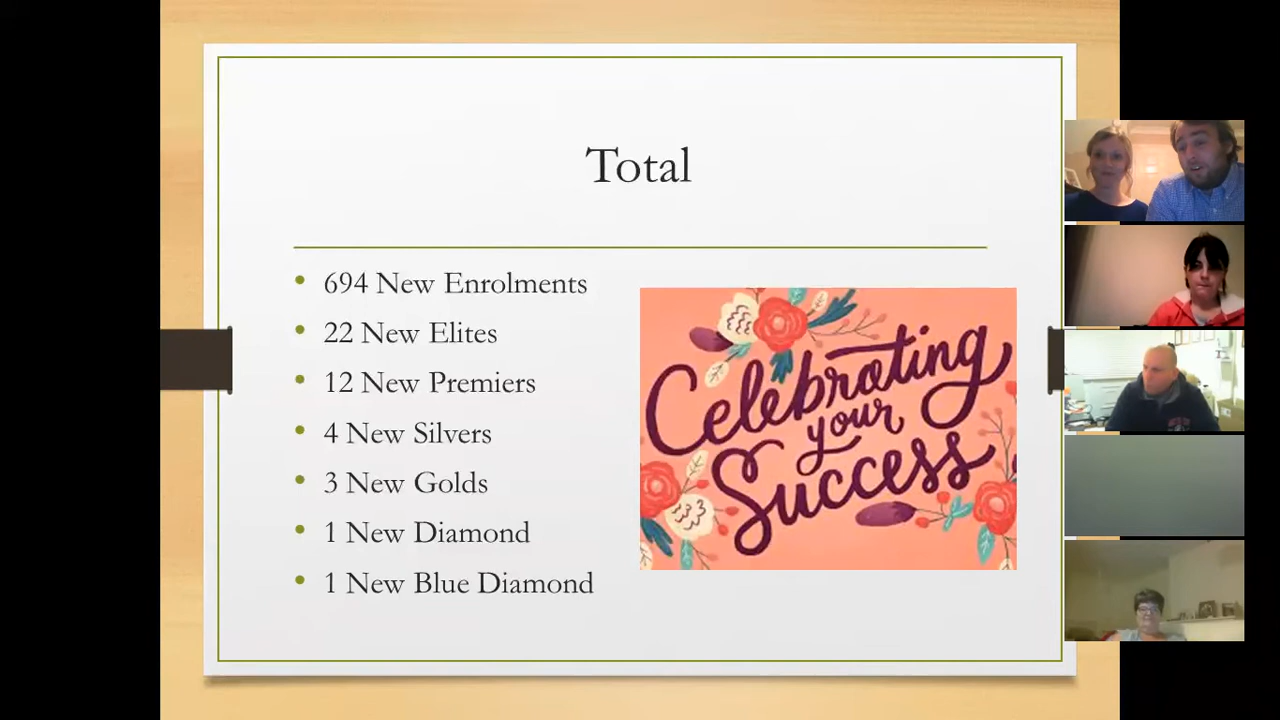 Total
694 New Enrolments
22 New Elites
12 New Premiers
4 New Silvers
3 New Golds
1 New Diamond
1 New Blue Diamond
Celebrating
your
Success